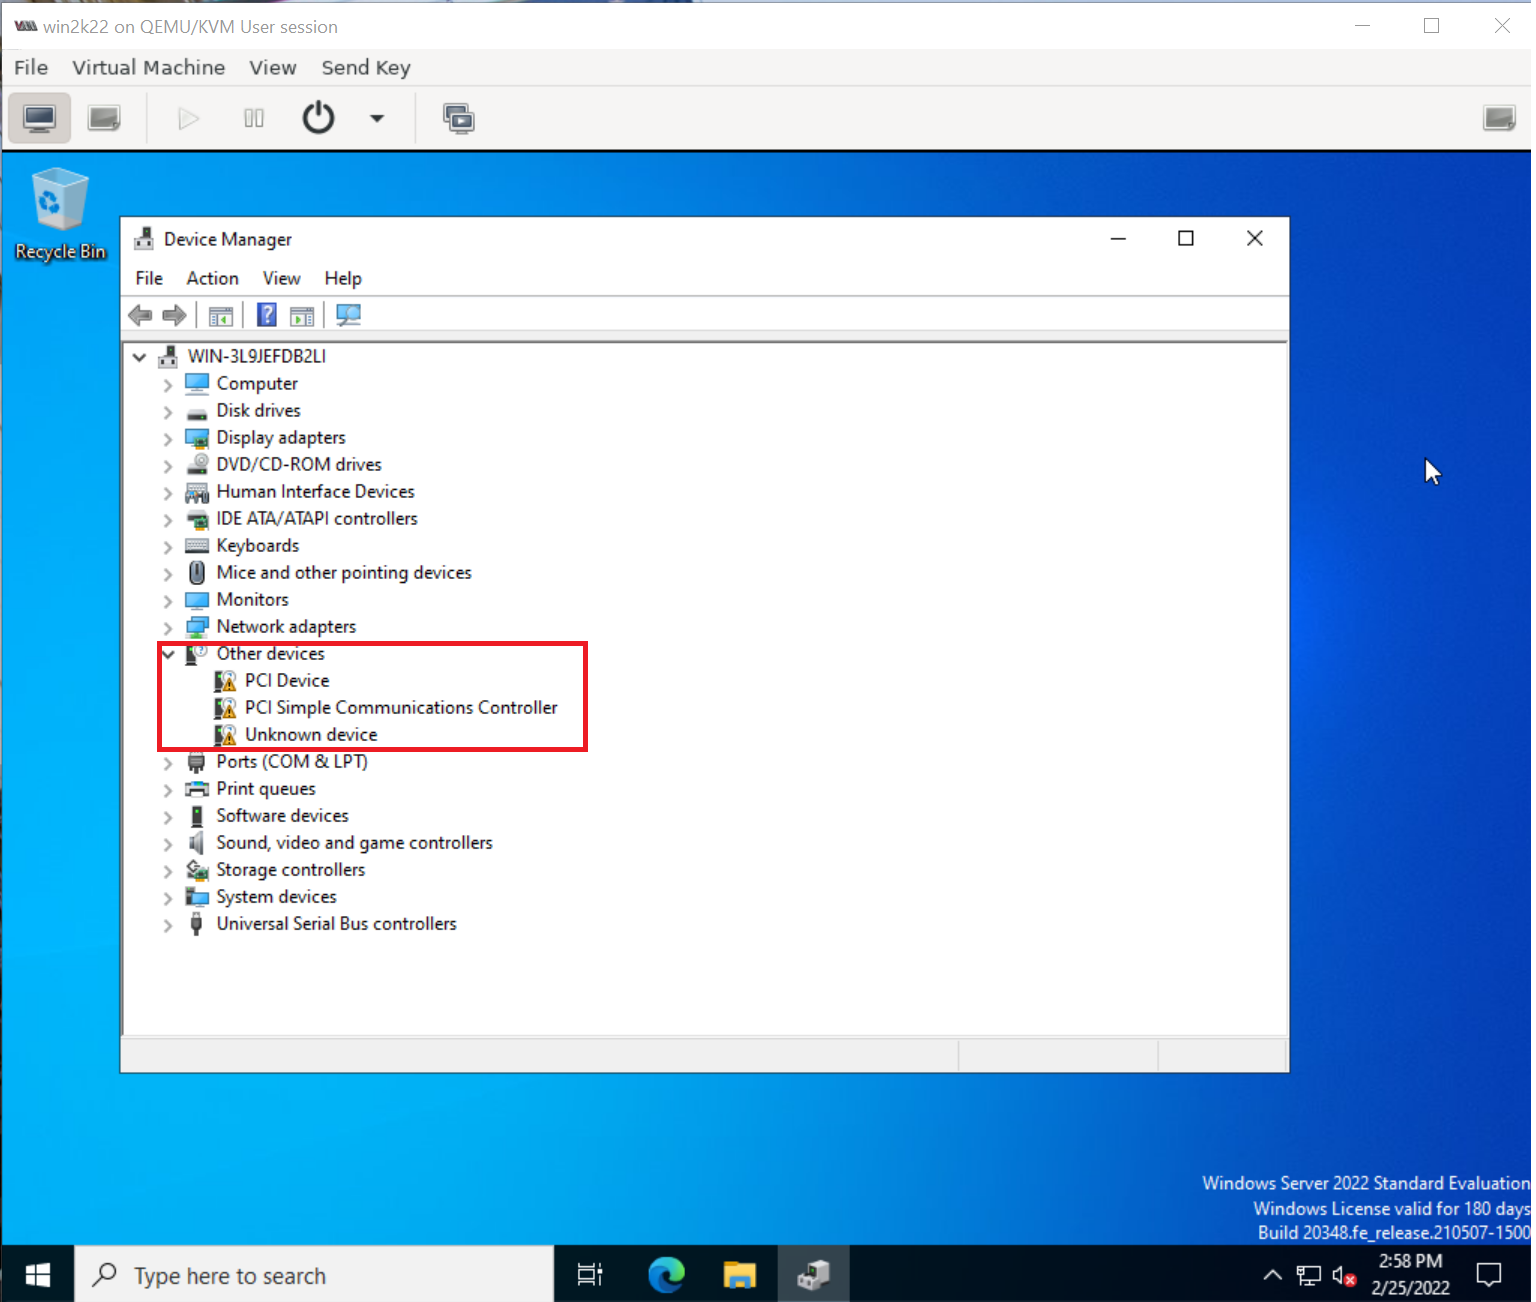 win2k22 on QEMU/KVM User session
File Virtual Machine View Send Key
Recycle Bin
Device Manager
File Action View Help
WIN-3L9JEFDB2LI
Computer
Disk drives
Display adapters
DVD/CD-ROM drives
Human Interface Devices
IDE ATA/ATAPI controllers
Keyboards
Mice and other pointing devices
Monitors
Network adapters
Other devices
PCI Device
PCI Simple Communications Controller
Unknown device
Ports (COM & LPT)
Print queues
Software devices
Sound, video and game controllers
Storage controllers
System devices
Universal Serial Bus controllers
Windows Server 2022 Standard Evaluation
Windows License valid for 180 days
Build 20348.fe_release.210507-1500
Type here to search
2:58 PM
2/25/2022